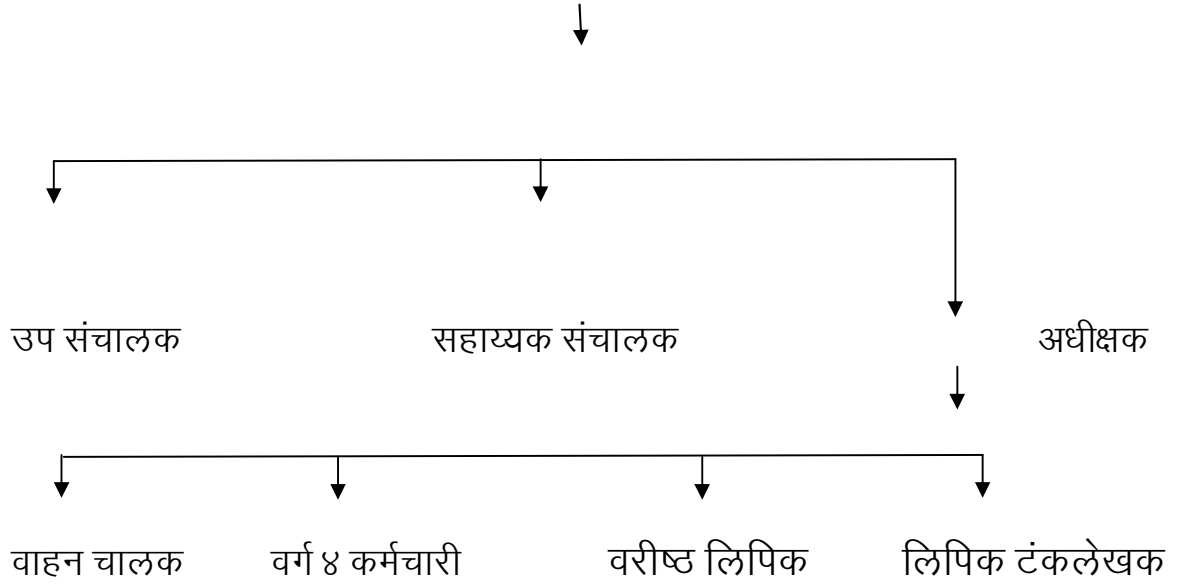 उप संचालक सहाय्यक संचालक अधीक्षक
वाहन चालक वर्ग ४ कर्मचारी वरीष्ठ लिपिक लिपिक टंकलेखक